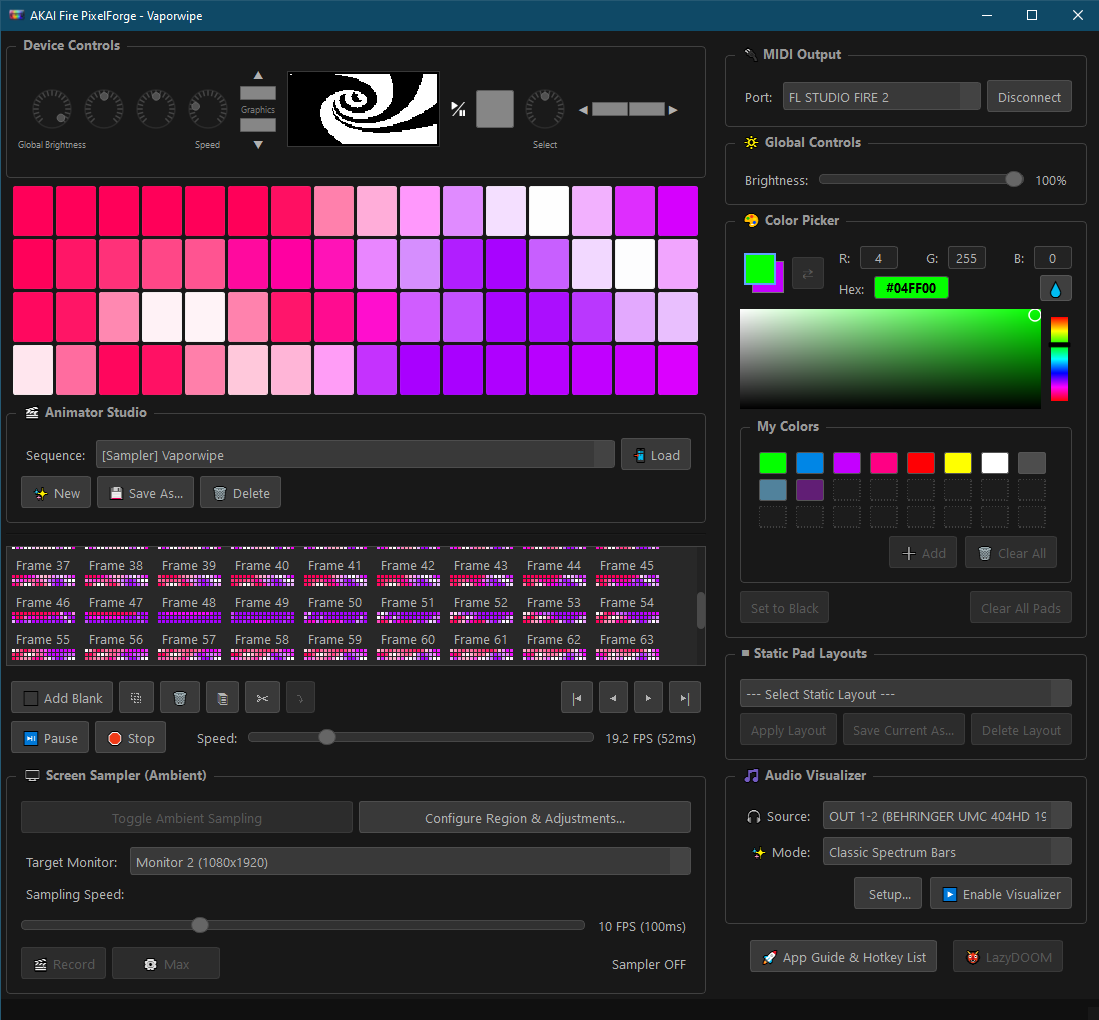 AKAI Fire PixelForge - Vaporwipe
Device Controls
Graphics
Global Brightness
Speed
Select
MIDI Output
Port: FL STUDIO FIRE 2 Disconnect
Global Controls
Brightness: 100%
Color Picker
R: 4 G: 255 B: 0
Hex: #04FF00
My Colors
Add Clear All
Set to Black Clear All Pads
Animator Studio
Sequence: [Sampler] Vaporwipe Load
New Save As... Delete
Frame 37 Frame 38 Frame 39 Frame 40 Frame 41 Frame 42 Frame 43 Frame 44 Frame 45
Frame 46 Frame 47 Frame 48 Frame 49 Frame 50 Frame 51 Frame 52 Frame 53 Frame 54
Frame 55 Frame 56 Frame 57 Frame 58 Frame 59 Frame 60 Frame 61 Frame 62 Frame 63
Add Blank
Pause Stop Speed: 19.2 FPS (52ms)
Static Pad Layouts
--- Select Static Layout ---
Apply Layout Save Current As... Delete Layout
Screen Sampler (Ambient)
Toggle Ambient Sampling Configure Region & Adjustments...
Target Monitor: Monitor 2 (1080x1920)
Sampling Speed:
10 FPS (100ms)
Record Max Sampler OFF
Audio Visualizer
Source: OUT 1-2 (BEHRINGER UMC 404HD 19
Mode: Classic Spectrum Bars
Setup... Enable Visualizer
App Guide & Hotkey List LazyDOOM